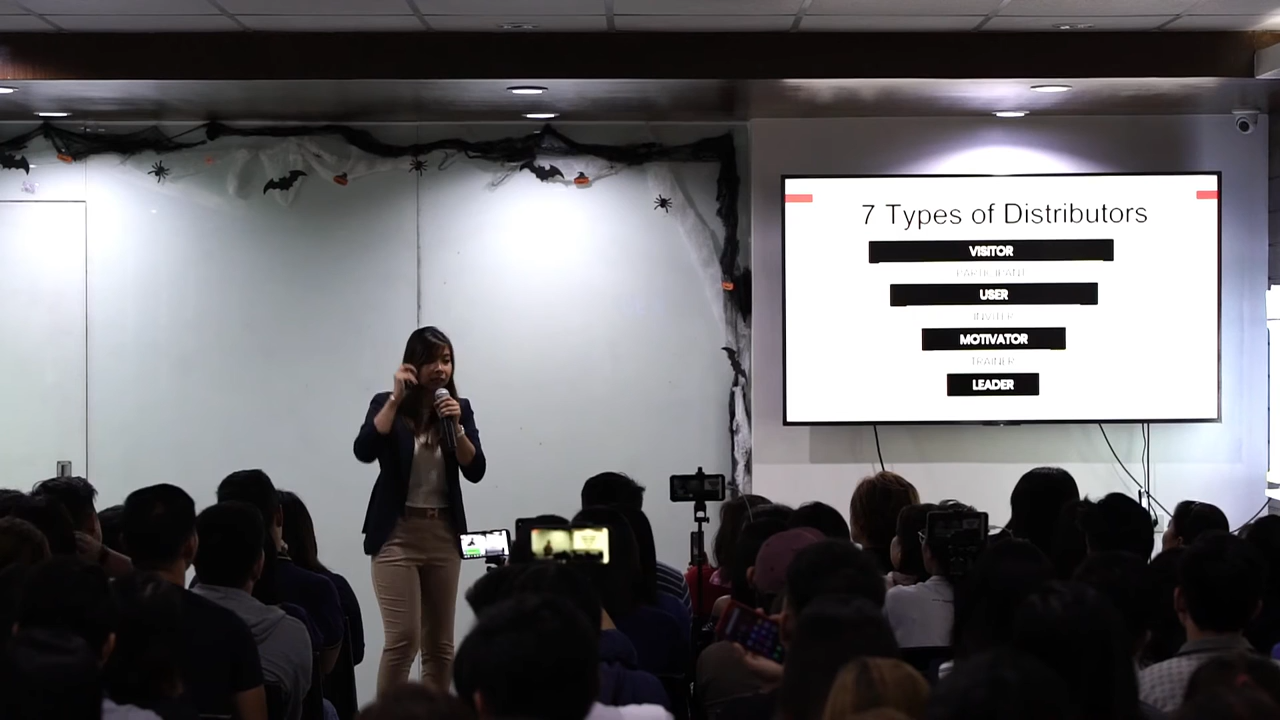 7 Types of Distributors
VISITOR
PARTICIPANT
USER
INVITER
MOTIVATOR
TRAINER
LEADER